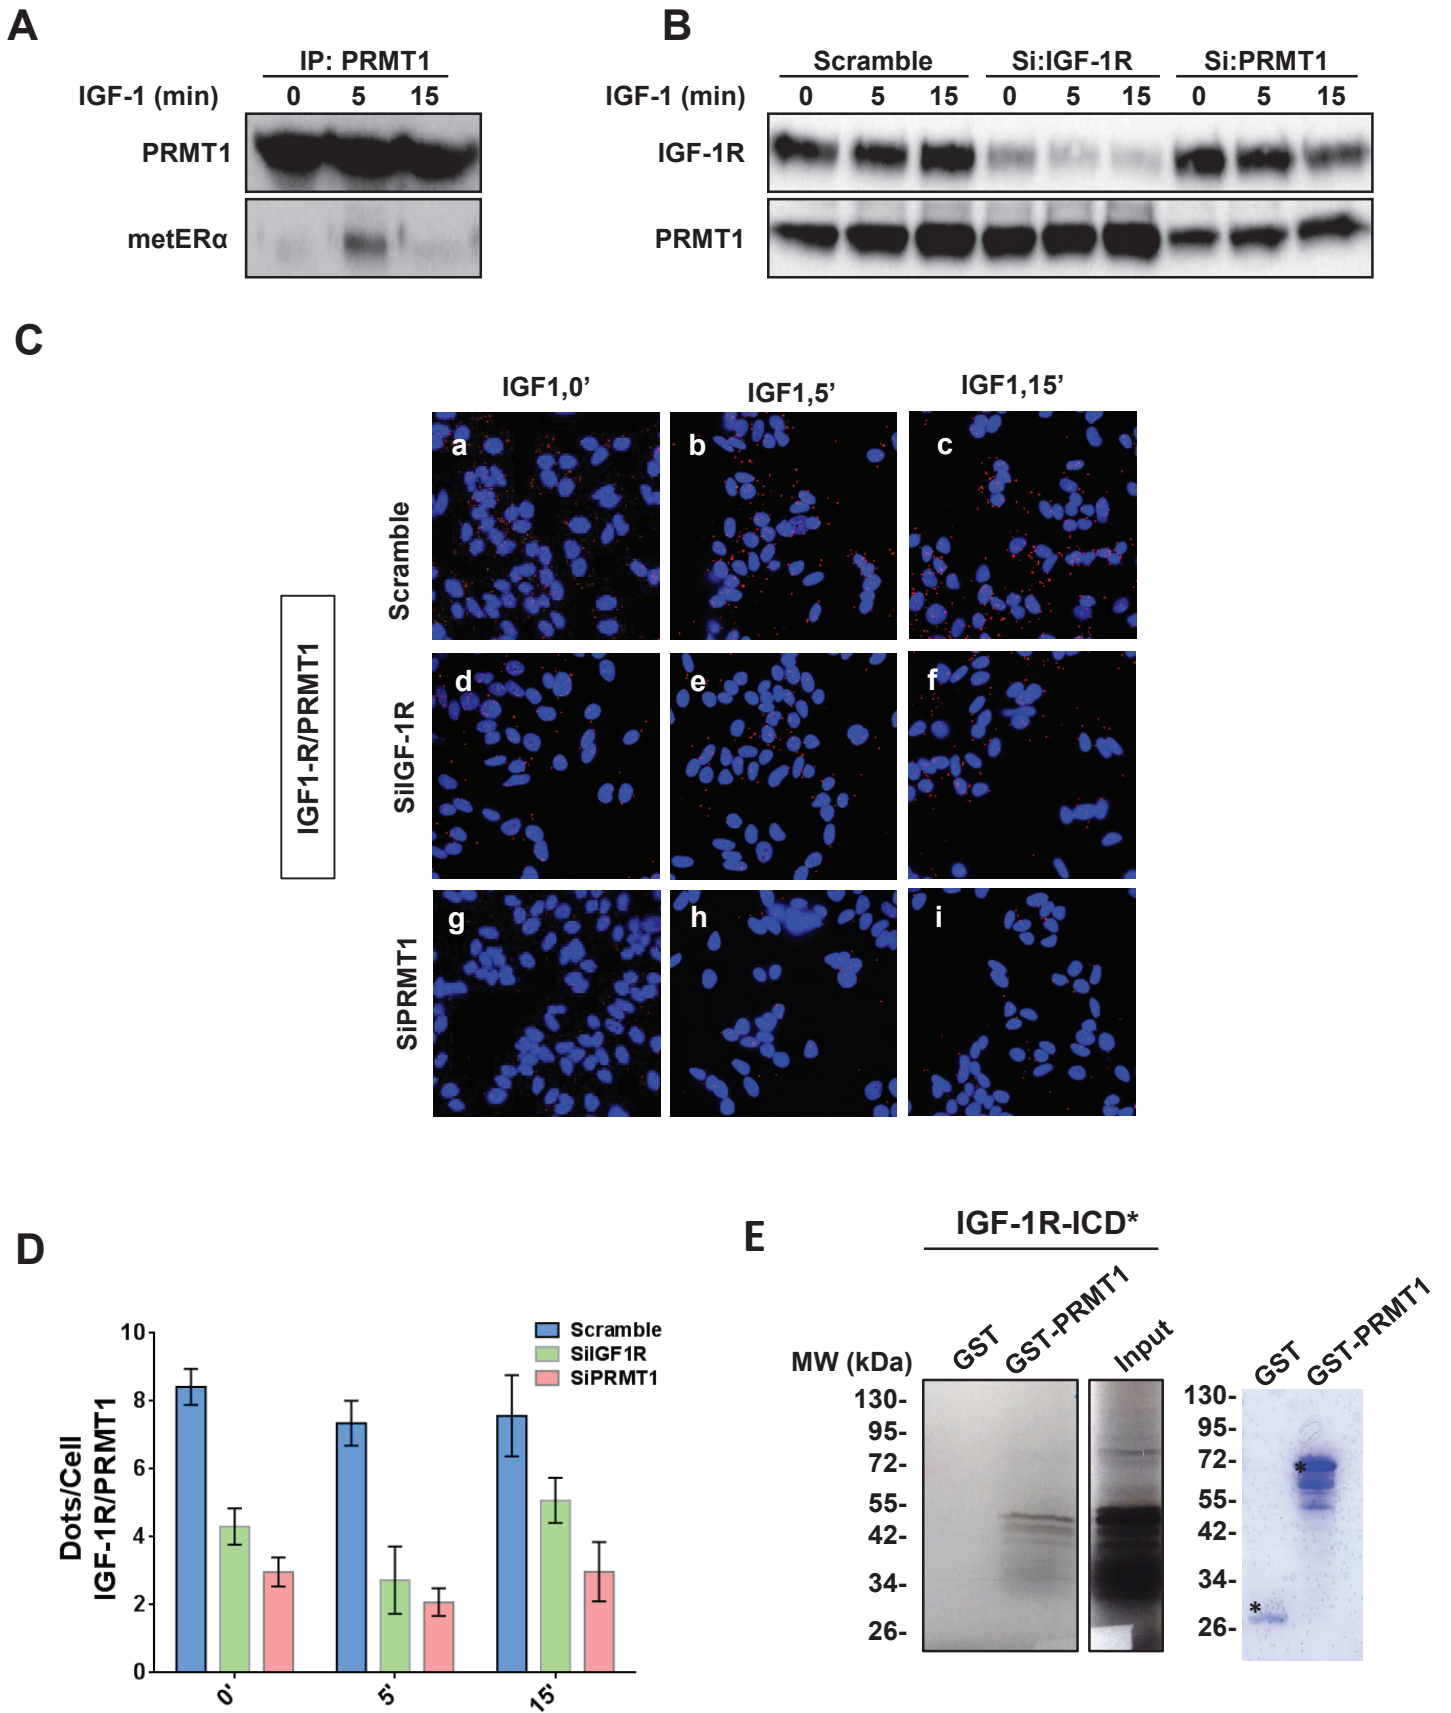 A
IP: PRMT1
IGF-1 (min) 0 5 15
PRMT1
metERα
B
Scramble Si:IGF-1R Si:PRMT1
IGF-1 (min) 0 5 15 0 5 15 0 5 15
IGF-1R
PRMT1
C
IGF1,0’ IGF1,5’ IGF1,15’
IGF1-R/PRMT1
Scramble
a b c
SiIGF-1R
d e f
SiPRMT1
g h i
D
Dots/Cell
IGF-1R/PRMT1
10
8
6
4
2
0
Scramble
SiIGF1R
SiPRMT1
0' 5' 15'
E
IGF-1R-ICD*
MW (kDa) GST GST-PRMT1 Input
130-
95-
72-
55-
42-
34-
26-
GST GST-PRMT1
130-
95-
72-
55-
42-
34-
26-
*
*